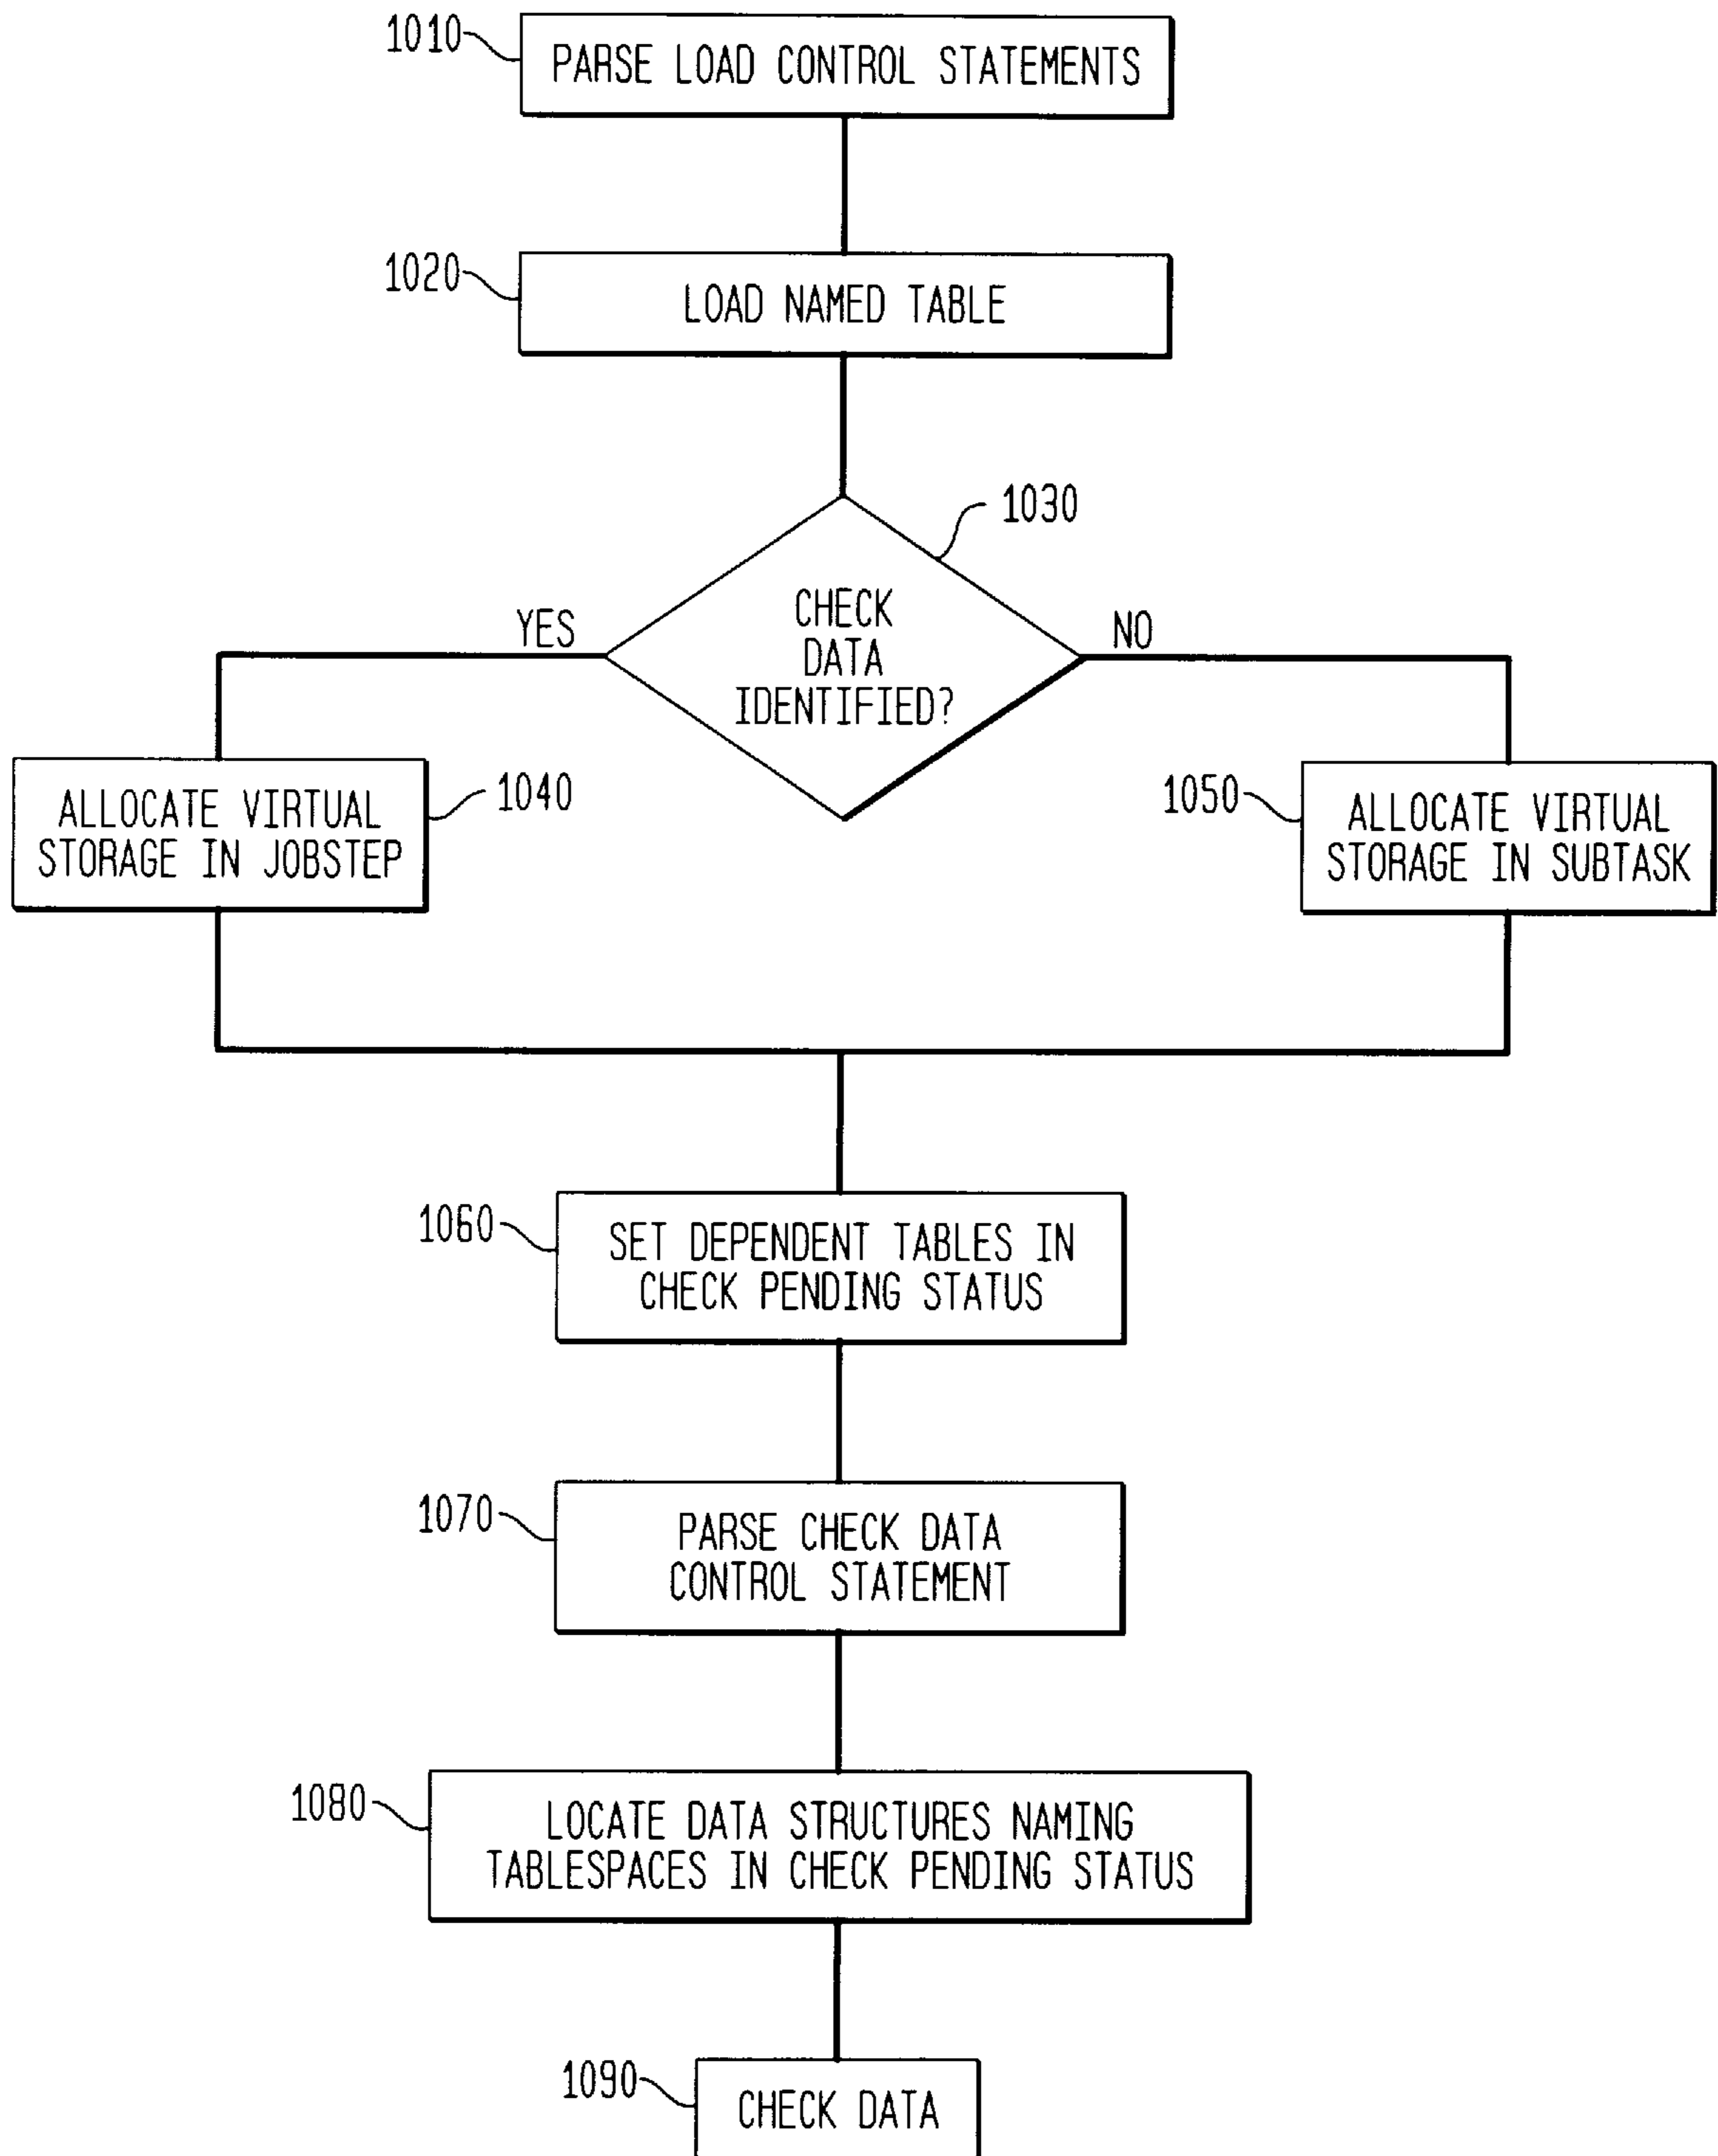 1010
PARSE LOAD CONTROL STATEMENTS
1020
LOAD NAMED TABLE
1030
CHECK
DATA
IDENTIFIED?
YES
NO
ALLOCATE VIRTUAL
STORAGE IN JOBSTEP
1040
1050
ALLOCATE VIRTUAL
STORAGE IN SUBTASK
1060
SET DEPENDENT TABLES IN
CHECK PENDING STATUS
1070
PARSE CHECK DATA
CONTROL STATEMENT
1080
LOCATE DATA STRUCTURES NAMING
TABLESPACES IN CHECK PENDING STATUS
1090
CHECK DATA